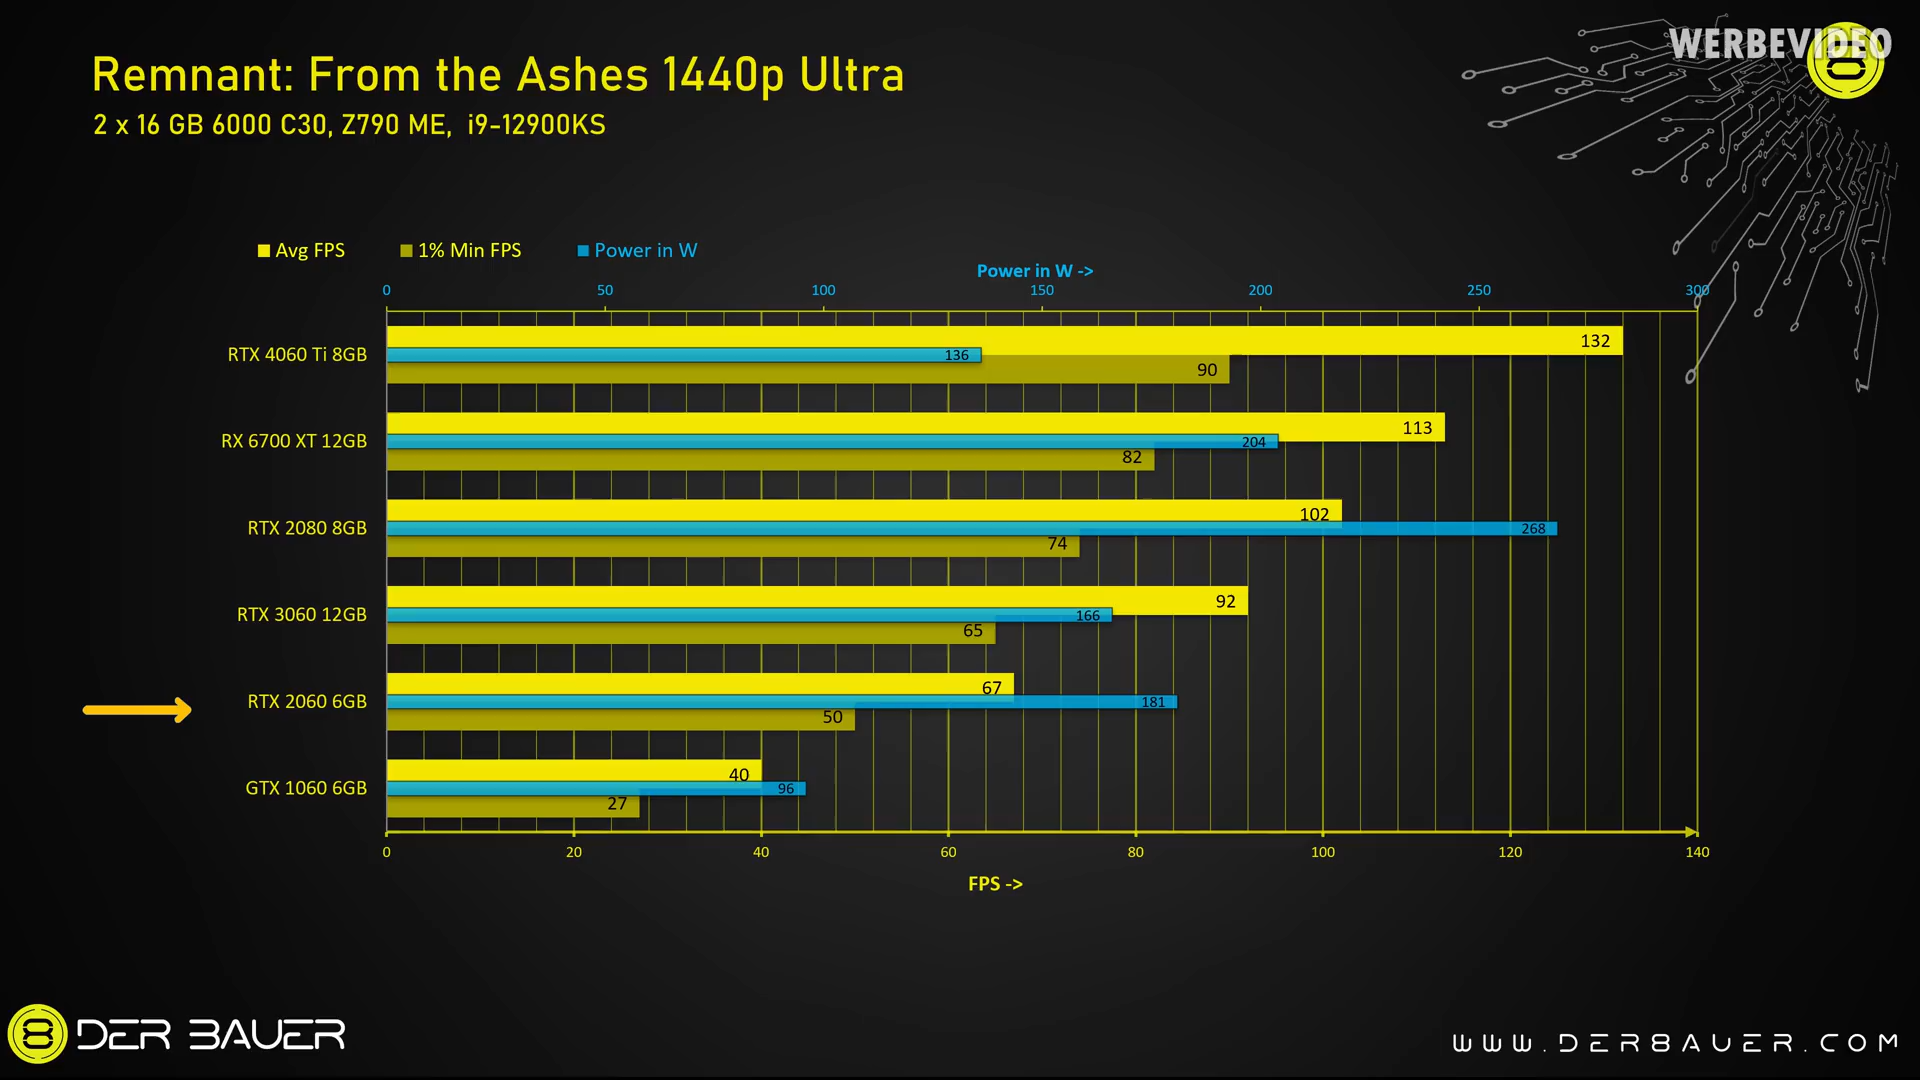 WERBEVIDEO
Remnant: From the Ashes 1440p Ultra
2 x 16 GB 6000 C30, Z790 ME, i9-12900KS
Avg FPS 1% Min FPS Power in W
Power in W ->
0 50 100 150 200 250 300
RTX 4060 Ti 8GB 132 136 90
RX 6700 XT 12GB 113 204 82
RTX 2080 8GB 102 268 74
RTX 3060 12GB 92 166 65
RTX 2060 6GB 67 181 50
GTX 1060 6GB 40 96 27
0 20 40 60 80 100 120 140
FPS ->
8 DER BAUER
WWW.DER8AUER.COM